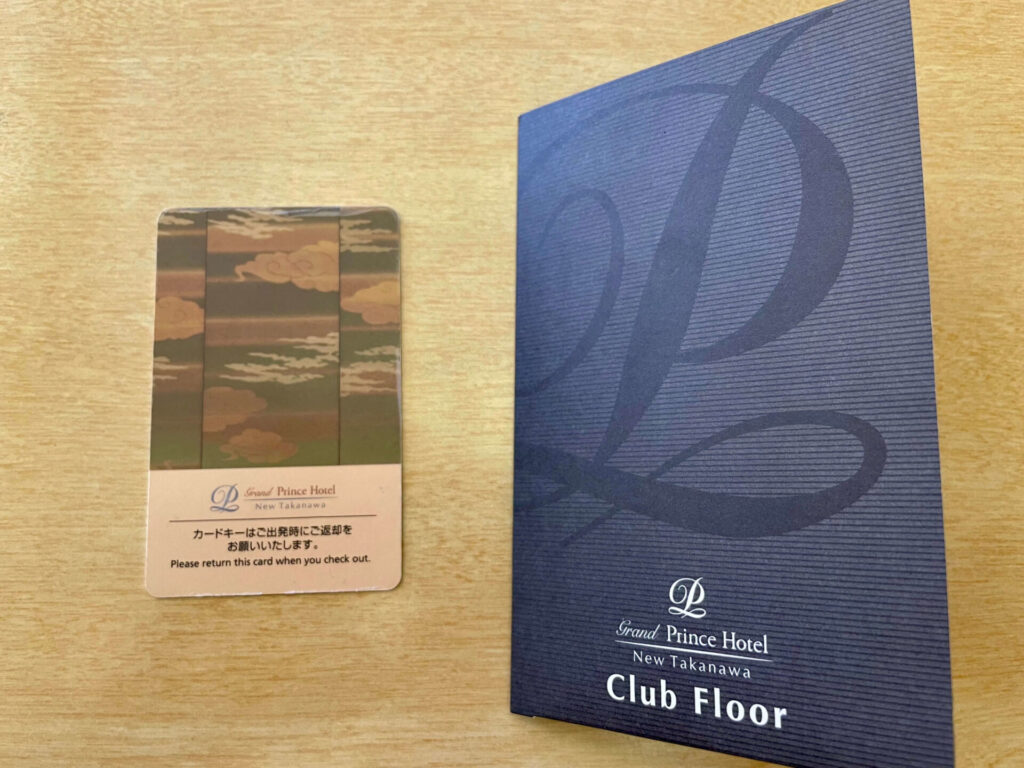 Grand Prince Hotel
New Takanawa
カードキーはご出発時にご返却を
お願いいたします。
Please return this card when you check out.
Grand Prince Hotel
New Takanawa
Club Floor